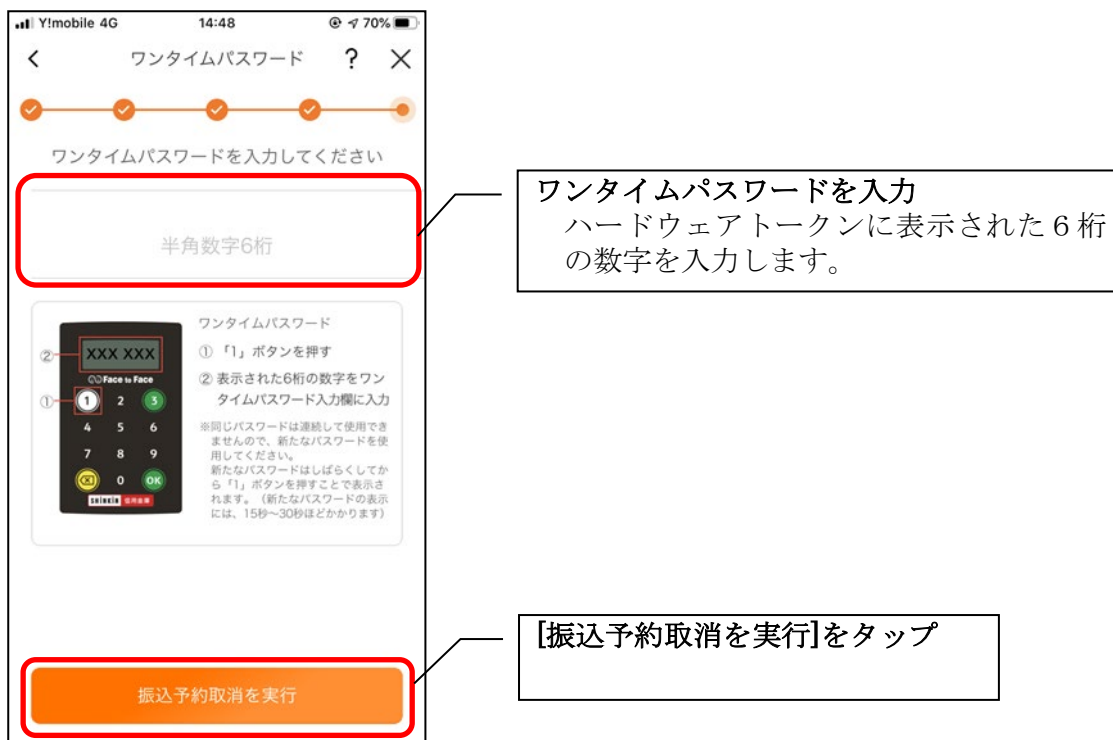 Y!mobile 4G 14:48 70%
ワンタイムパスワード ?
ワンタイムパスワードを入力してください
半角数字6桁
ワンタイムパスワードを入力
ハードウェアトークンに表示された6桁
の数字を入力します。
ワンタイムパスワード
① 「1」ボタンを押す
② 表示された6桁の数字をワン
タイムパスワード入力欄に入力
※同じパスワードは連続して使用でき
ませんので、新たなパスワードを使
用してください。
新たなパスワードはしばらくしてか
ら「1」ボタンを押すことで表示さ
れます。（新たなパスワードの表示
には、15秒〜30秒ほどかかります）
② XXX XXX
Face to Face
① 1 2 3
4 5 6
7 8 9
0 OK
Shinkin 信用金庫
[振込予約取消を実行]をタップ
振込予約取消を実行